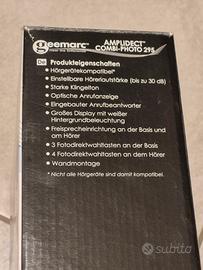 geemarc™
AMPLIDECT™
COMBI-PHOTO 295
De Produkteigenschaften
• Hörgerätekompatibel*
• Einstellbare Hörerlautstärke (bis zu 30 dB)
• Starke Klingelton
• Optische Anrufanzeige
• Eingebauter Anrufbeantworter
• Großes Display mit weißer
Hintergrundbeleuchtung
• Freisprecheinrichtung an der Basis und
am Hörer
• 3 Fotodirektwahltasten an der Basis
• 4 Fotodirektwahltasten an dem Hörer
• Wandmontage
* Nicht alle Hörgeräte sind damit kompatibel.
subito